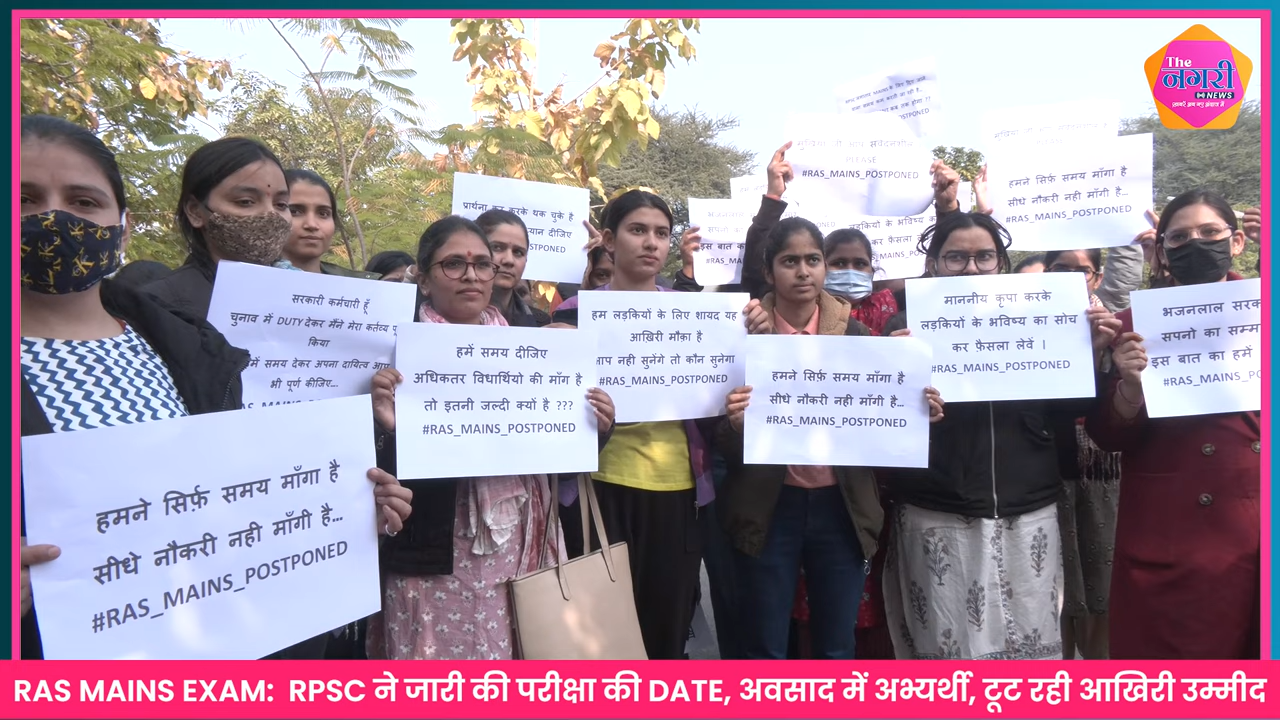 The
नगरी
NEWS
PLEASE
#RAS_MAINS_POSTPONED
हमने सिर्फ़ समय माँगा है
सीधे नौकरी नही माँगी है...
#RAS_MAINS_POSTPONED
प्रार्थना कर करके थक चुके है
दीजिए
सरकारी कर्मचारी हूँ
चुनाव में DUTY देकर मैंने मेरा कर्तव्य
किया
में समय देकर अपना दायित्व
भी पूर्ण कीजिए...
हमें समय दीजिए
अधिकतर विधार्थियो की माँग है
तो इतनी जल्दी क्यों है ???
#RAS_MAINS_POSTPONED
हम लड़कियों के लिए शायद यह
आखिरी मौक़ा है
नही सुनेंगे तो कौन सुनेगा
#RAS_MAINS_POSTPONED
हमने सिर्फ़ समय माँगा है
सीधे नौकरी नही माँगी है...
#RAS_MAINS_POSTPONED
माननीय कृपा करके
लड़कियों के भविष्य का सोच
कर फ़ैसला लेवें ।
#RAS_MAINS_POSTPONED
भजनलाल
सपनो का
इस बात का हमें
हमने सिर्फ़ समय माँगा है
सीधे नौकरी नही माँगी है...
#RAS_MAINS_POSTPONED
RAS MAINS EXAM: RPSC ने जारी की परीक्षा की DATE, अवसाद में अभ्यर्थी, टूट रही आखिरी उम्मीद